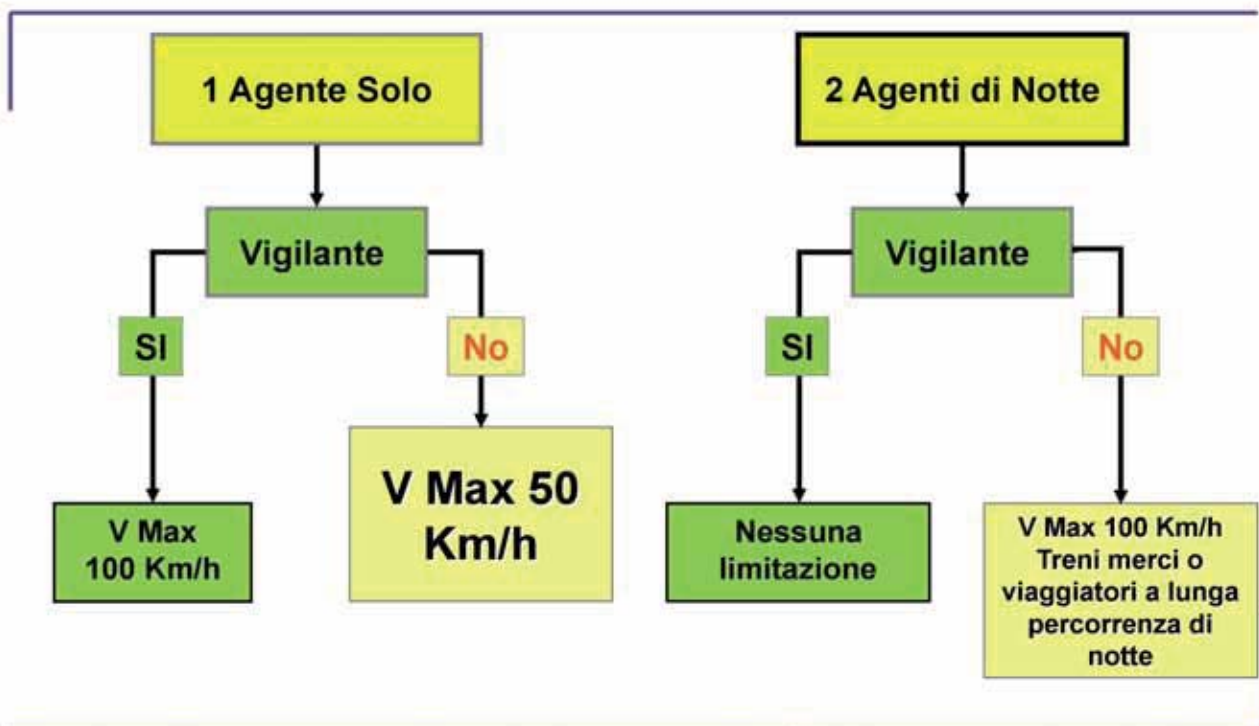 1 Agente Solo
Vigilante
SI
No
V Max
100 Km/h
V Max 50
Km/h
2 Agenti di Notte
Vigilante
SI
No
Nessuna
limitazione
V Max 100 Km/h
Treni merci o
viaggiatori a lunga
percorrenza di
notte